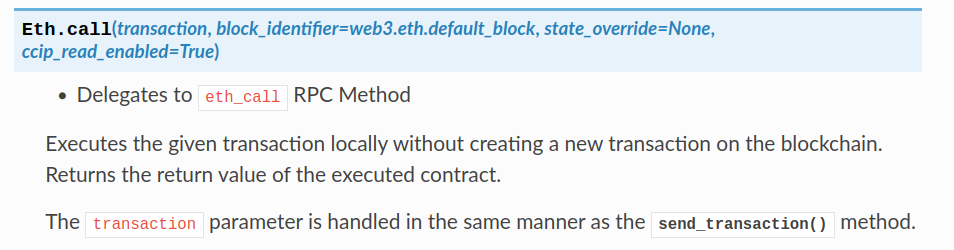 Eth.call(transaction, block_identifier=web3.eth.default_block, state_override=None,
ccip_read_enabled=True)
• Delegates to eth_call RPC Method
Executes the given transaction locally without creating a new transaction on the blockchain.
Returns the return value of the executed contract.
The transaction parameter is handled in the same manner as the send_transaction() method.